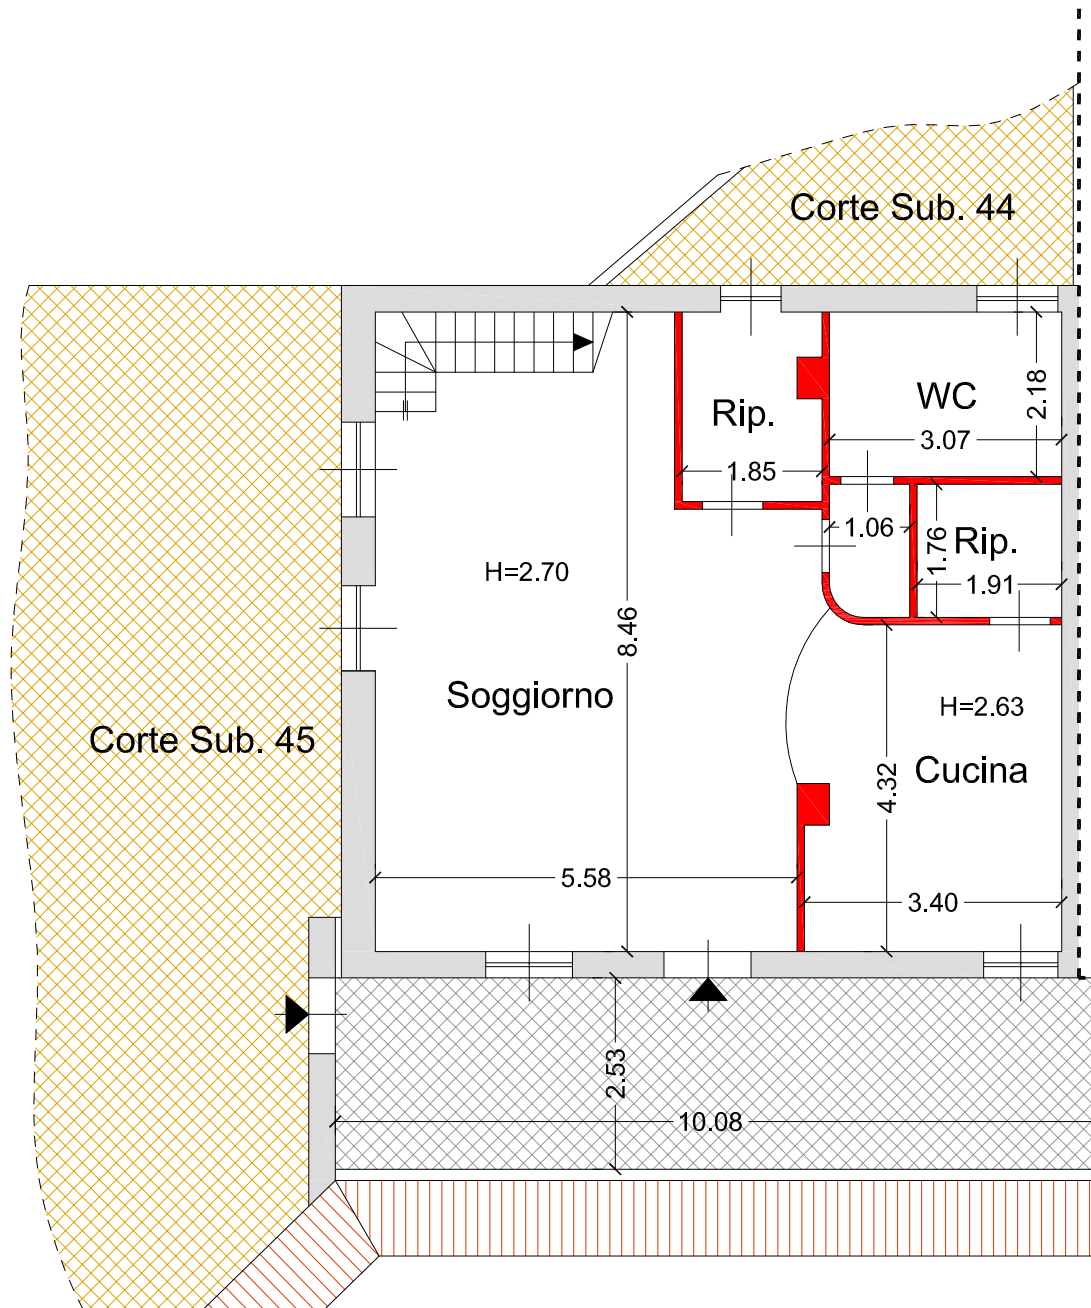 Corte Sub. 44
WC
2.18
Rip.
3.07
1.85
1.06
1.76
Rip.
H=2.70
1.91
8.46
Soggiorno
H=2.63
Corte Sub. 45
Cucina
4.32
5.58
3.40
2.53
10.08